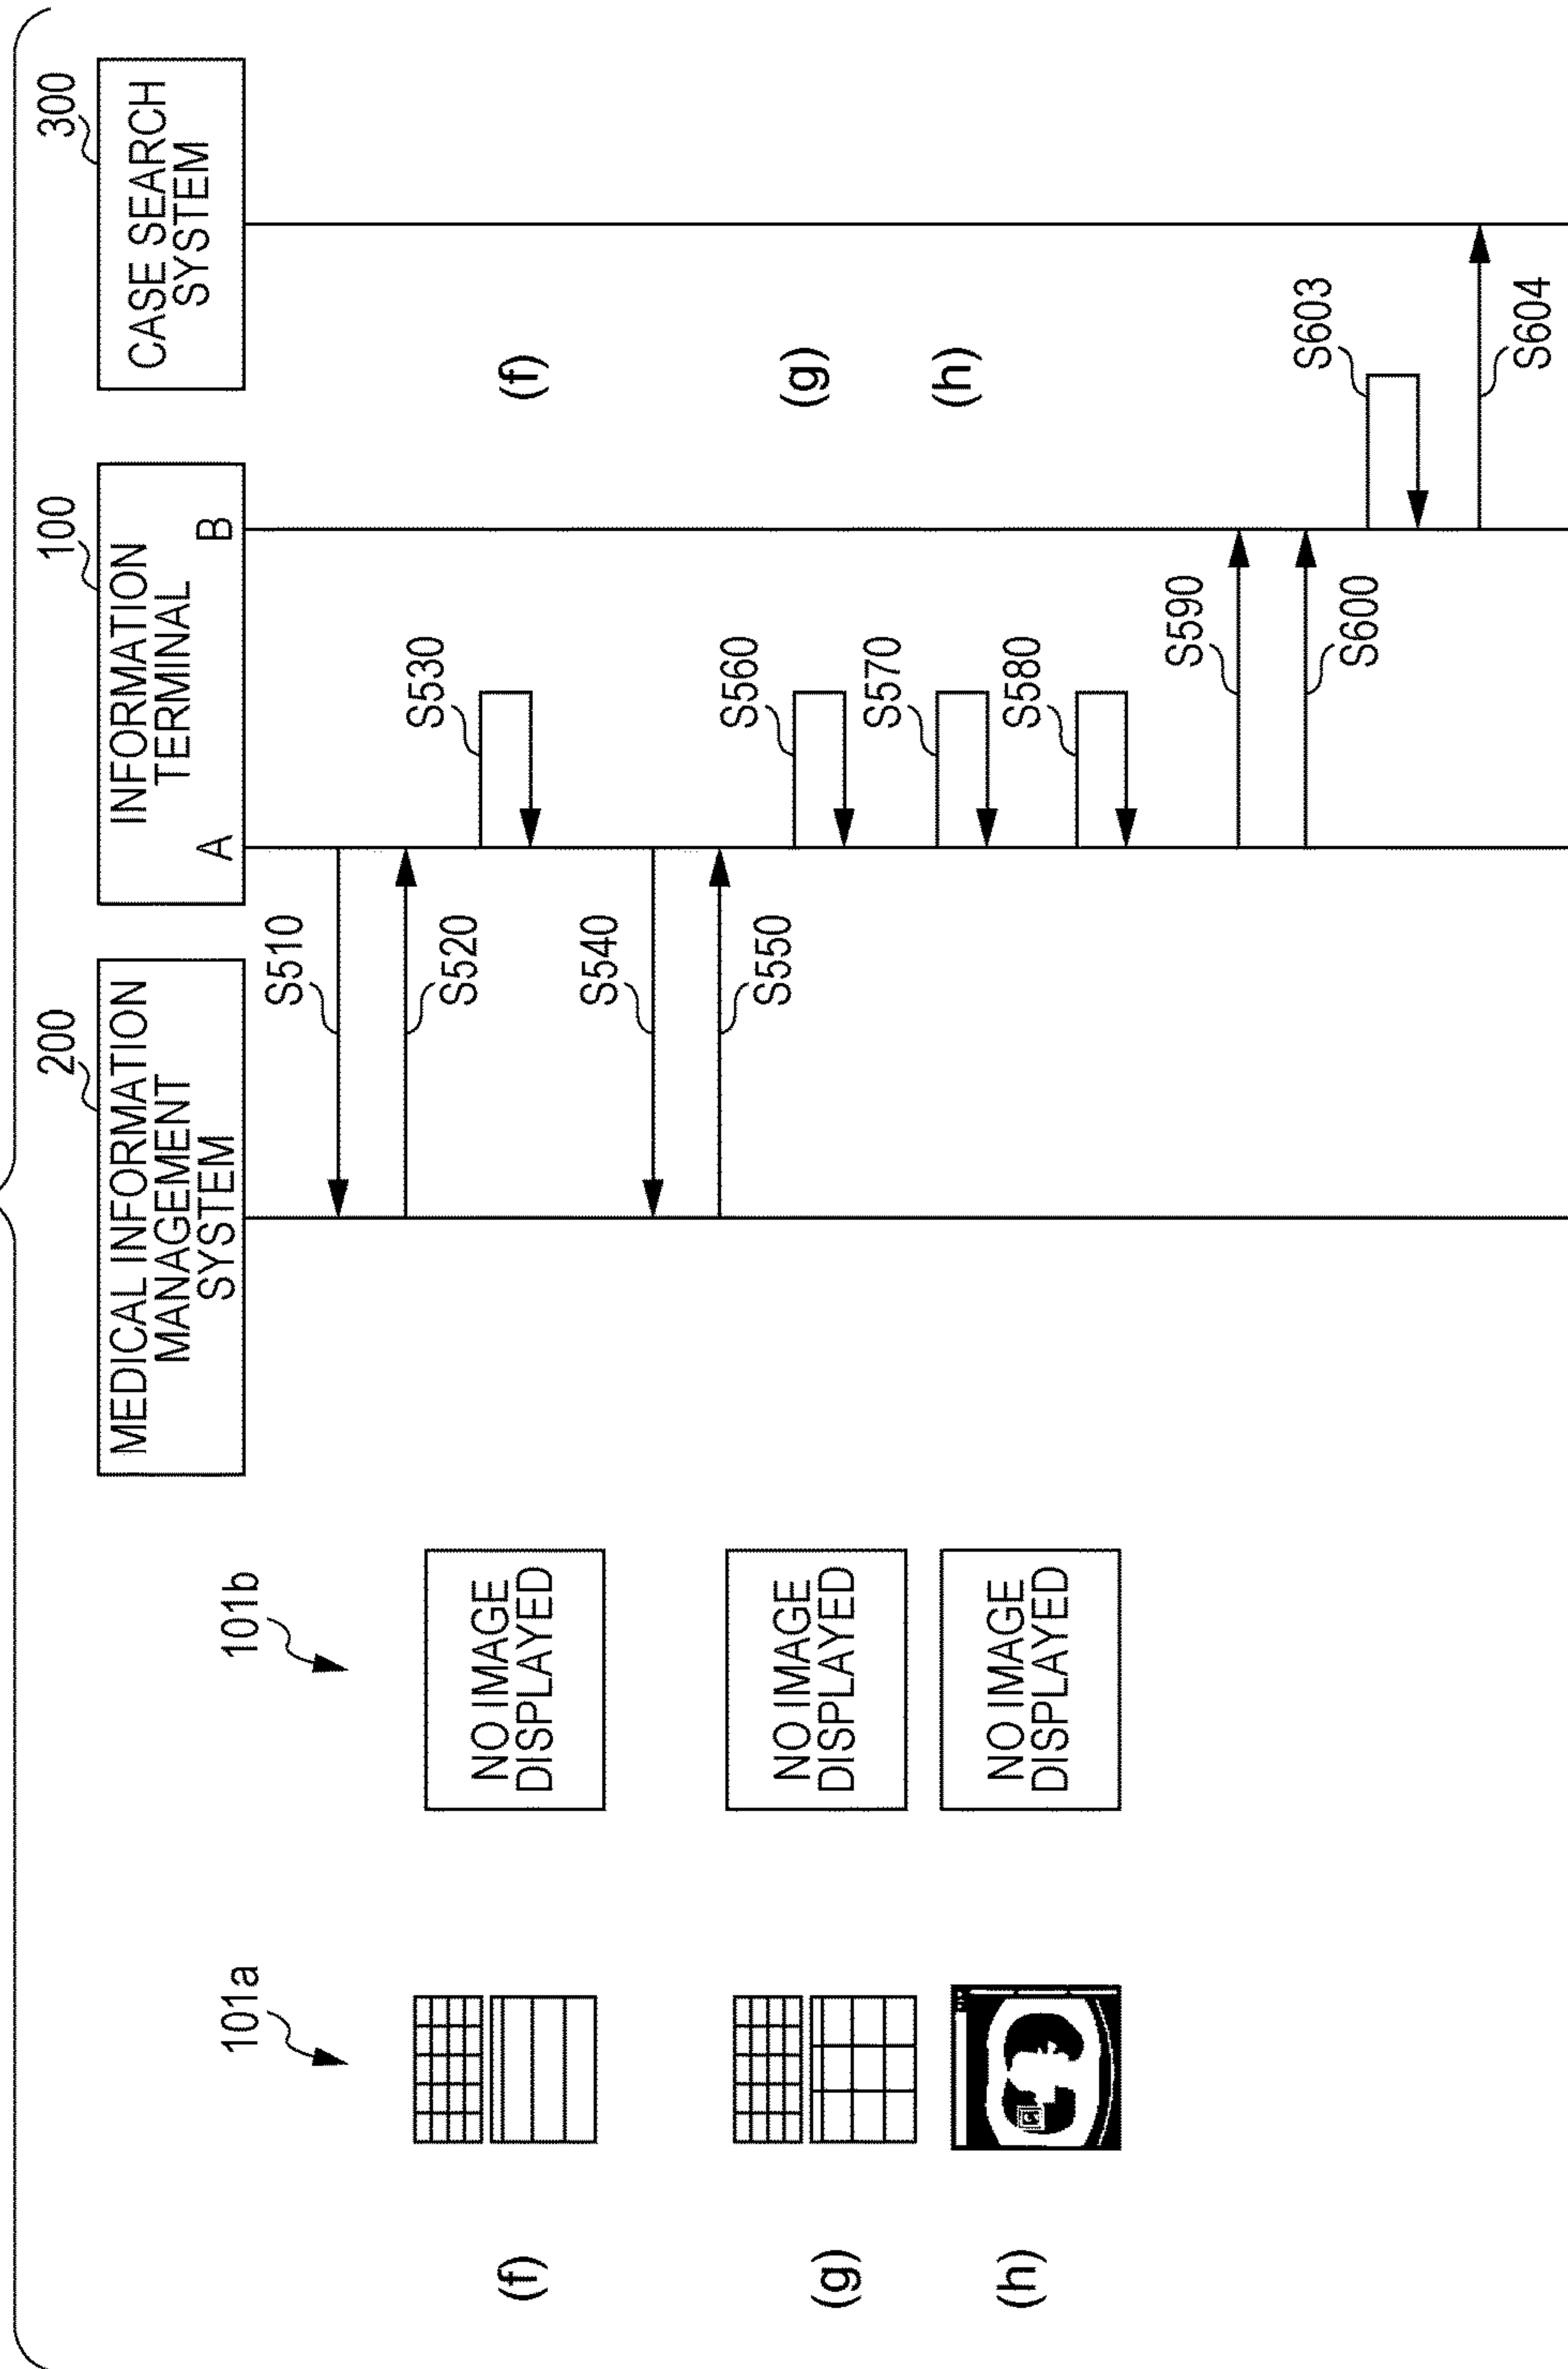 200
MEDICAL INFORMATION
MANAGEMENT
SYSTEM
100
INFORMATION
TERMINAL
A
B
300
CASE SEARCH
SYSTEM
101a
101b
S510
S520
S530
(f)
NO IMAGE
DISPLAYED
(f)
S540
S550
S560
(g)
NO IMAGE
DISPLAYED
(g)
S570
(h)
NO IMAGE
DISPLAYED
(h)
S580
S590
S600
S603
S604